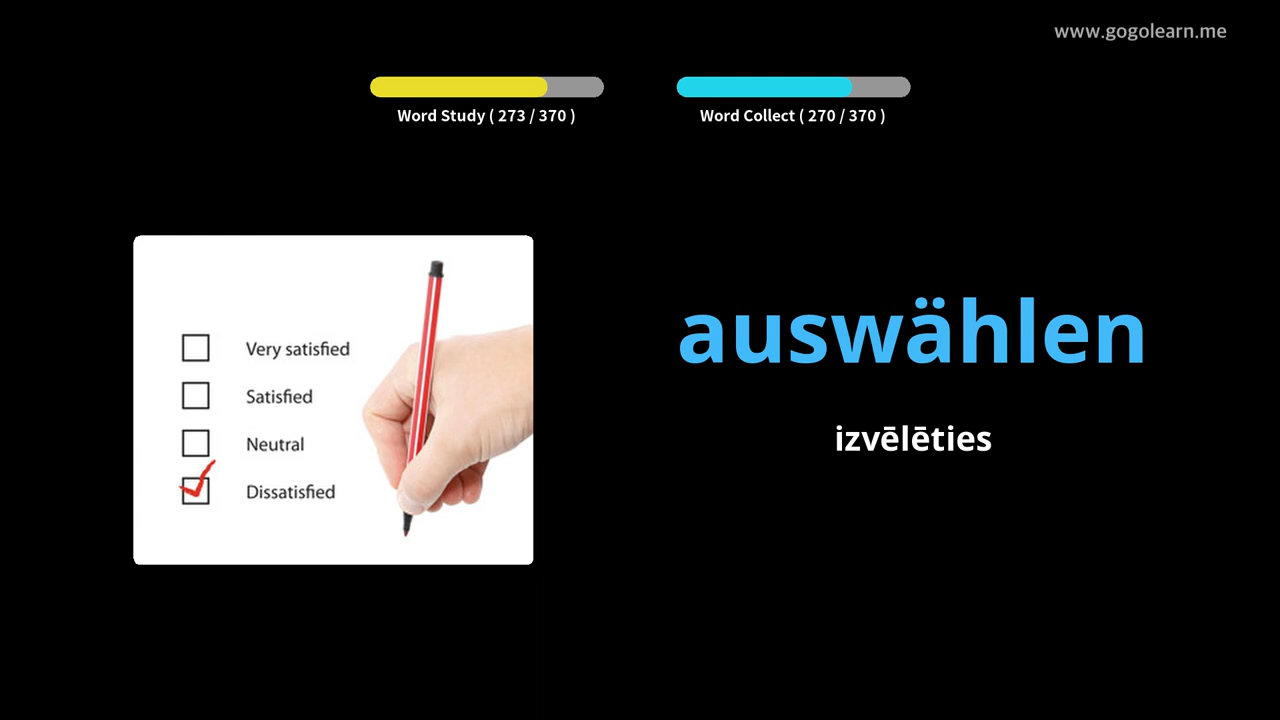 www.gogolearn.me
Word Study ( 273 / 370 )
Word Collect ( 270 / 370 )
Very satisfied
Satisfied
Neutral
Dissatisfied
auswählen
izvēlēties